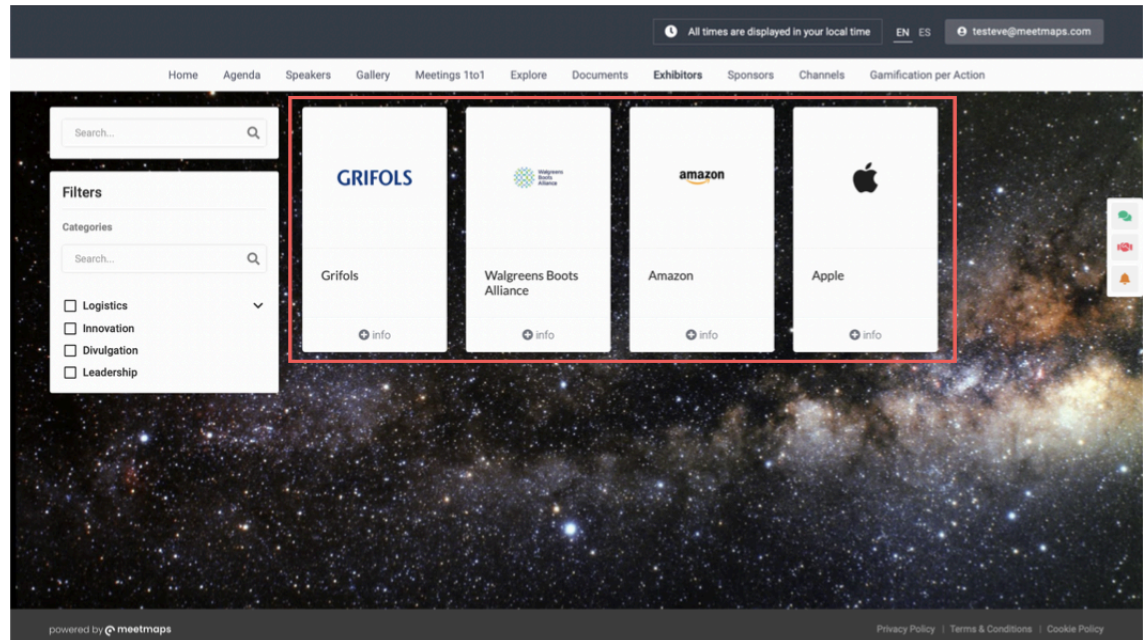 All times are displayed in your local time
EN ES
testeve@meetmaps.com
Home Agenda Speakers Gallery Meetings 1to1 Explore Documents Exhibitors Sponsors Channels Gamification per Action
Search...
Filters
Categories
Search...
Logistics
Innovation
Divulgation
Leadership
GRIFOLS
Grifols
info
Walgreens
Boots
Alliance
Walgreens Boots
Alliance
info
amazon
Amazon
info
Apple
info
powered by meetmaps
Privacy Policy | Terms & Conditions | Cookie Policy